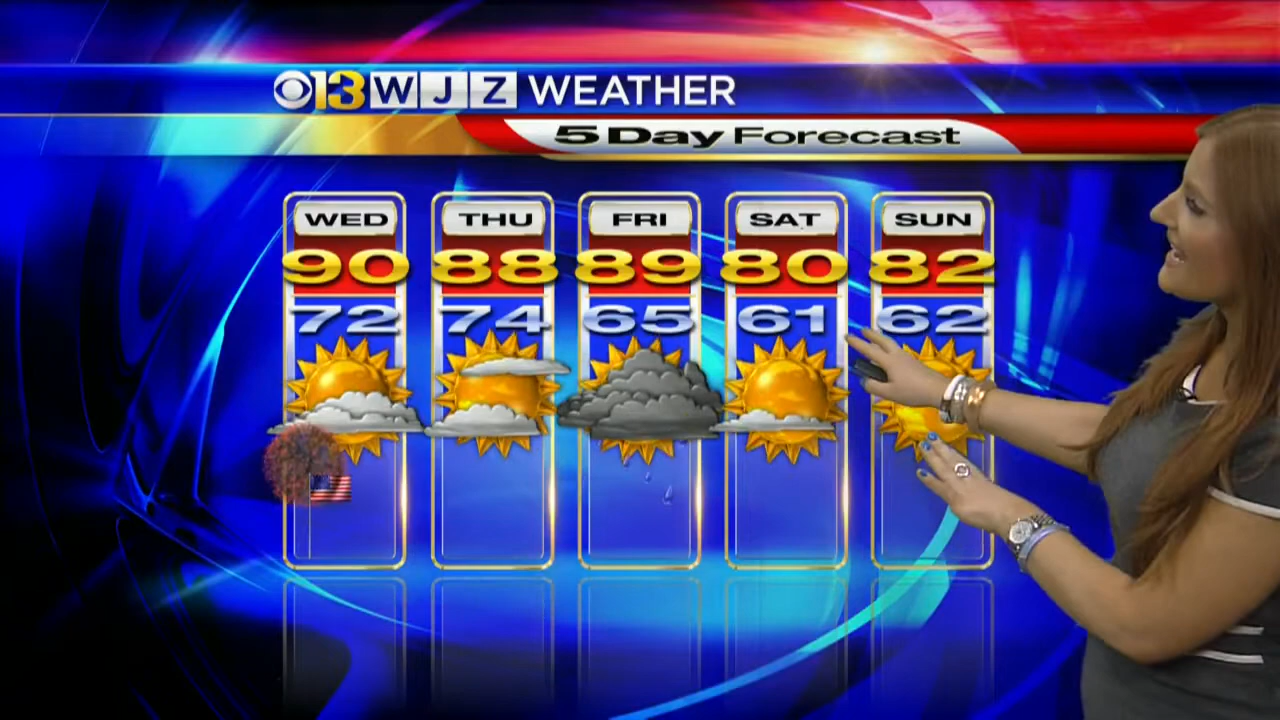 13 WJZ WEATHER
5 Day Forecast
WED THU FRI SAT SUN
90 88 89 80 82
72 74 65 61 62